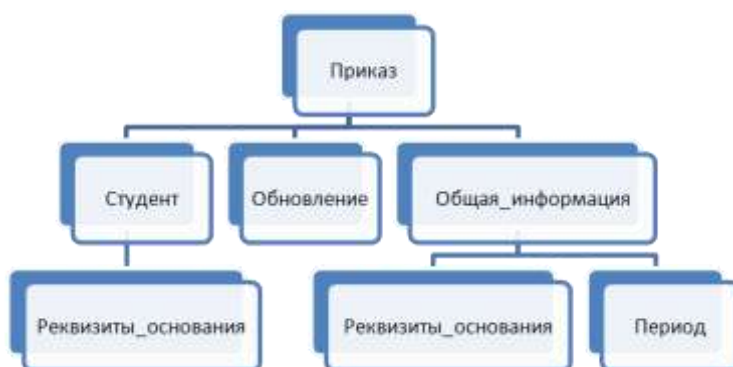 Приказ
Студент
Обновление
Общая_информация
Реквизиты_основания
Реквизиты_основания
Период